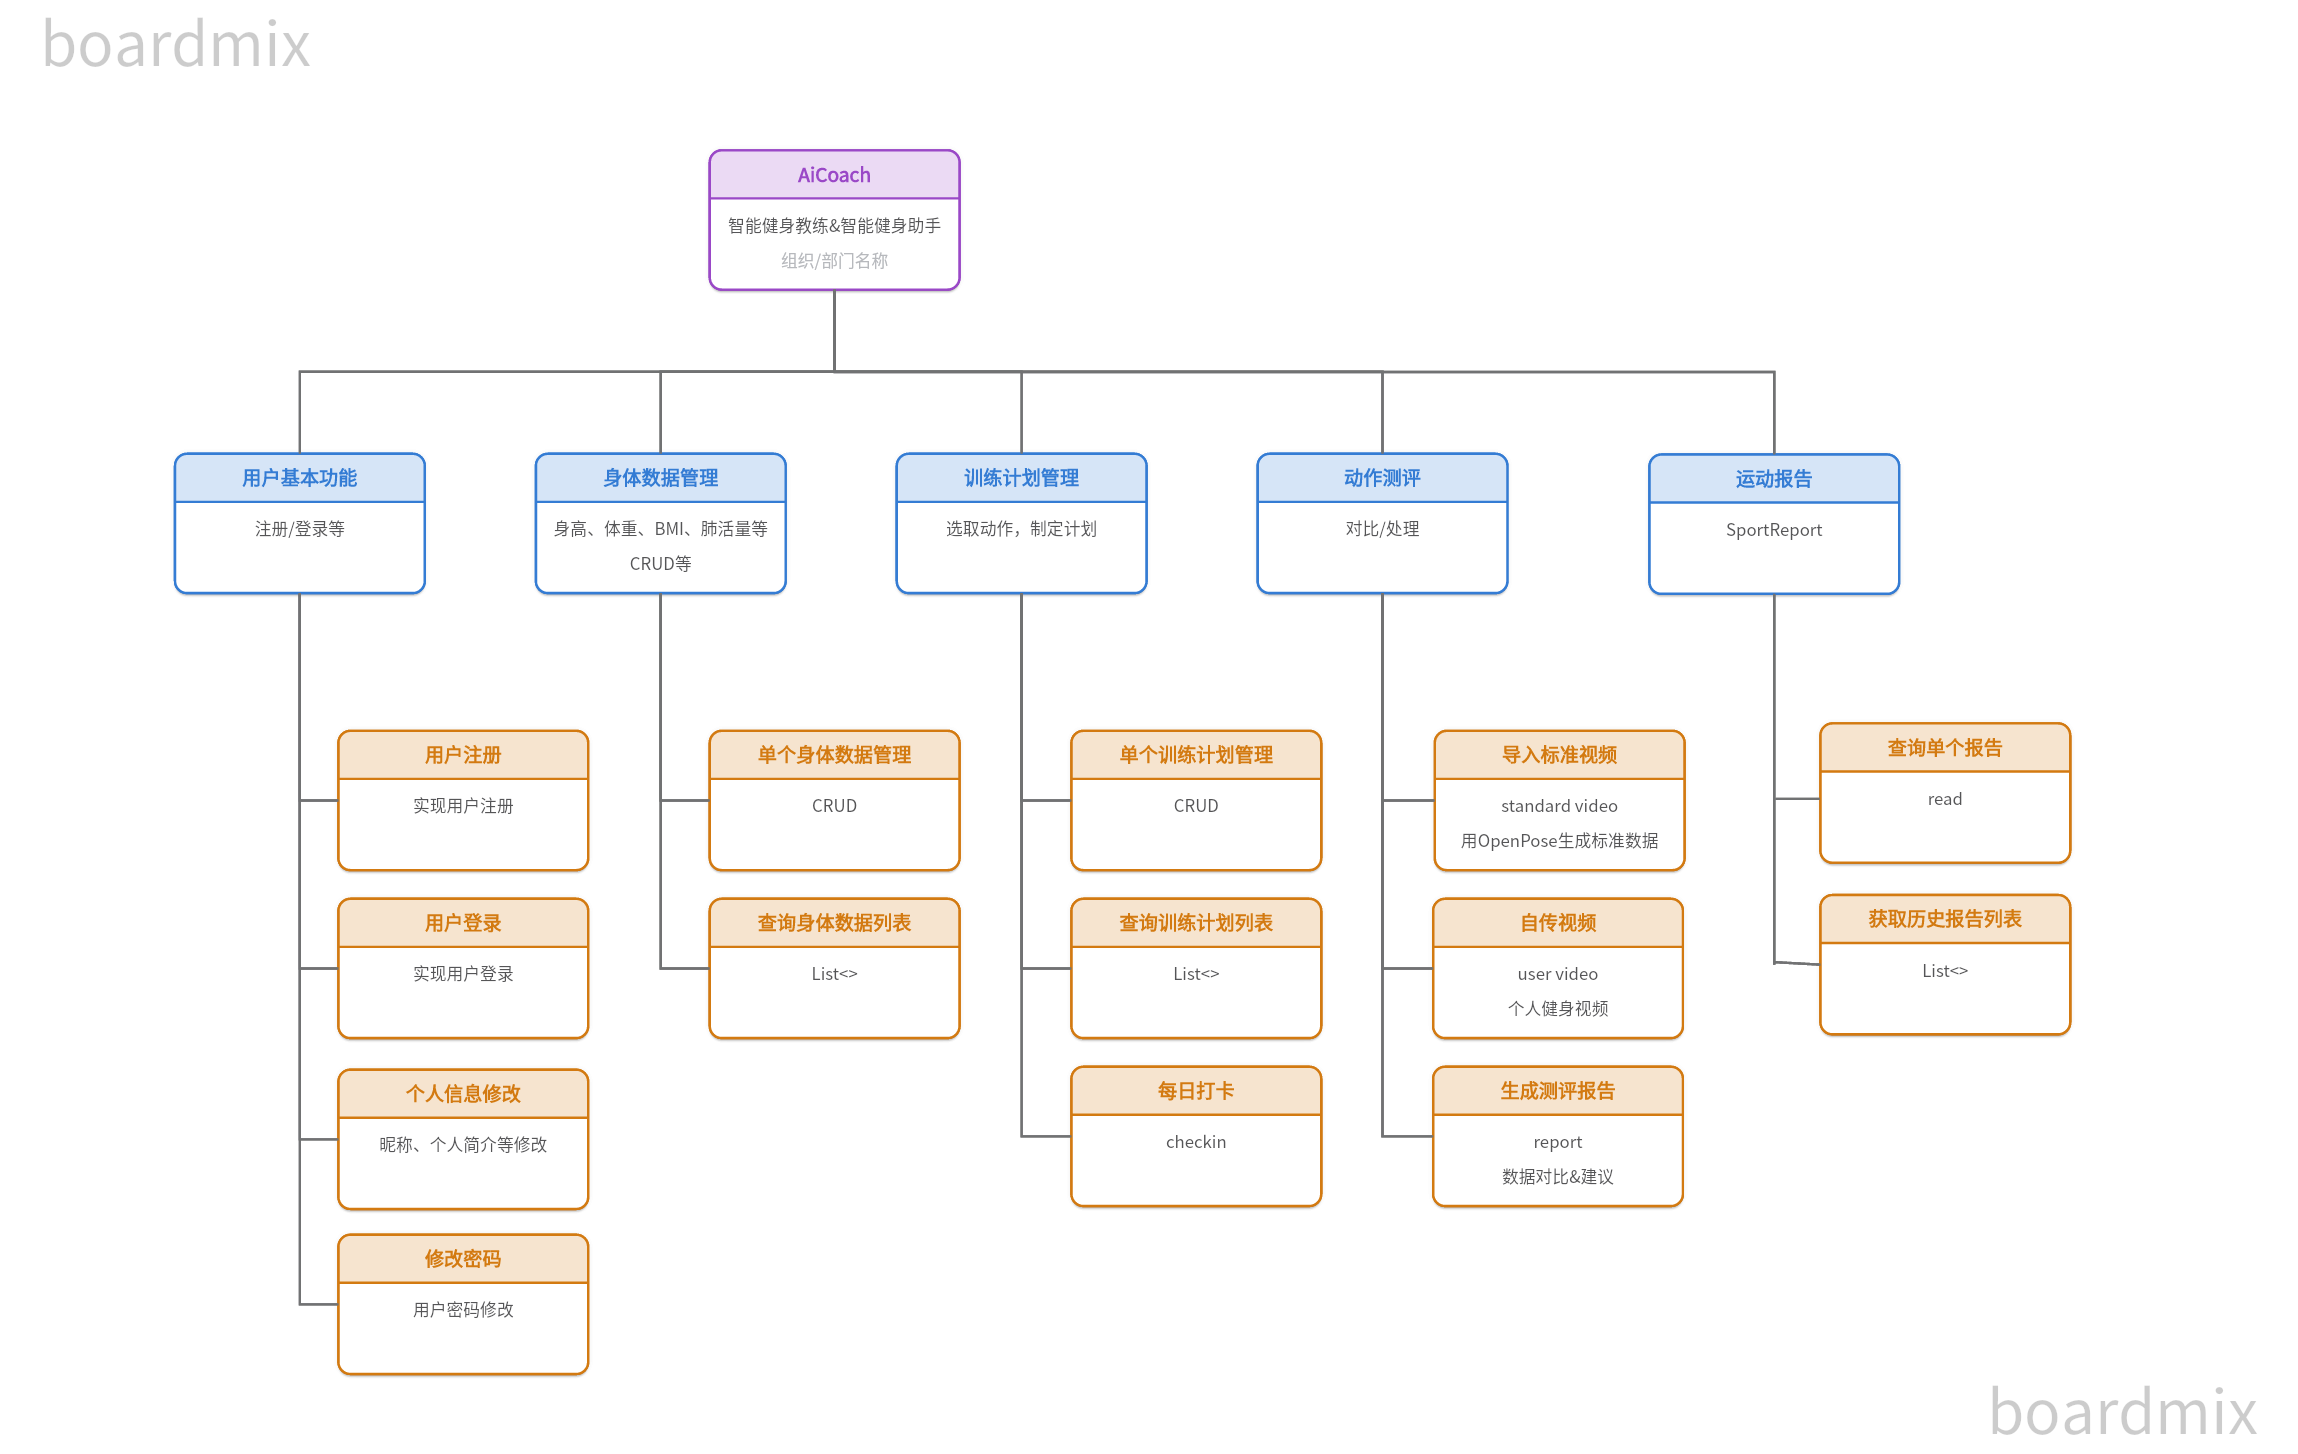 boardmix
AiCoach
智能健身教练&智能健身助手
组织/部门名称
用户基本功能
注册/登录等
身体数据管理
身高、体重、BMI、肺活量等
CRUD等
训练计划管理
选取动作，制定计划
动作测评
对比/处理
运动报告
SportReport
用户注册
实现用户注册
用户登录
实现用户登录
个人信息修改
昵称、个人简介等修改
修改密码
用户密码修改
单个身体数据管理
CRUD
查询身体数据列表
List<>
单个训练计划管理
CRUD
查询训练计划列表
List<>
每日打卡
checkin
导入标准视频
standard video
用OpenPose生成标准数据
自传视频
user video
个人健身视频
生成测评报告
report
数据对比&建议
查询单个报告
read
获取历史报告列表
List<>
boardmix